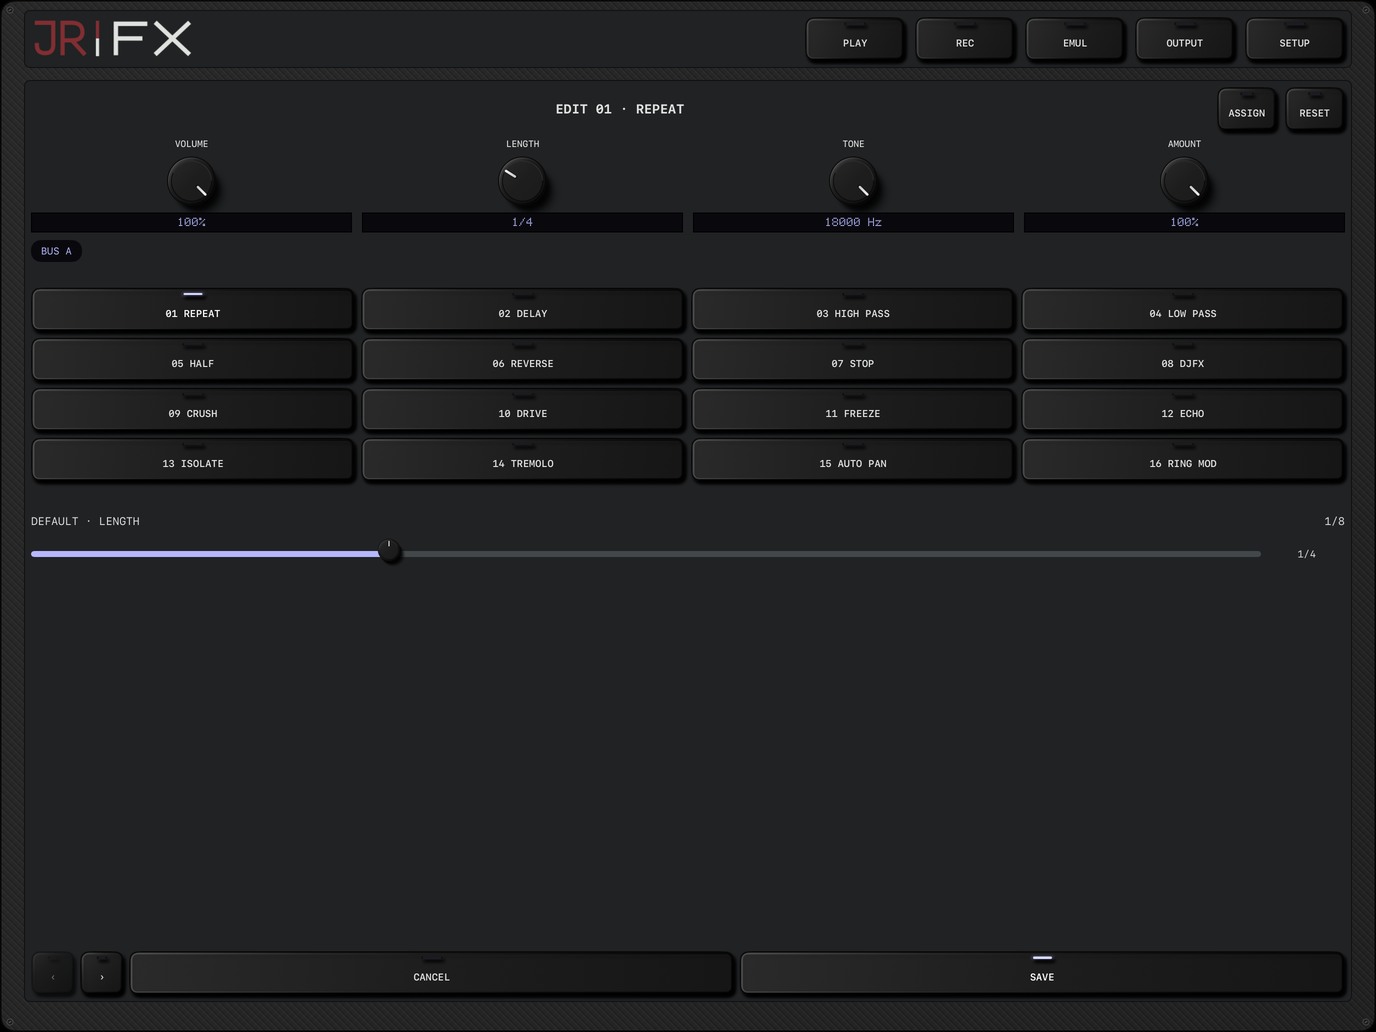 JR|FX
PLAY REC EMUL OUTPUT SETUP
EDIT 01 · REPEAT
ASSIGN RESET
VOLUME LENGTH TONE AMOUNT
100% 1/4 18000 Hz 100%
BUS A
01 REPEAT 02 DELAY 03 HIGH PASS 04 LOW PASS
05 HALF 06 REVERSE 07 STOP 08 DJFX
09 CRUSH 10 DRIVE 11 FREEZE 12 ECHO
13 ISOLATE 14 TREMOLO 15 AUTO PAN 16 RING MOD
DEFAULT · LENGTH 1/8
1/4
‹ › CANCEL SAVE